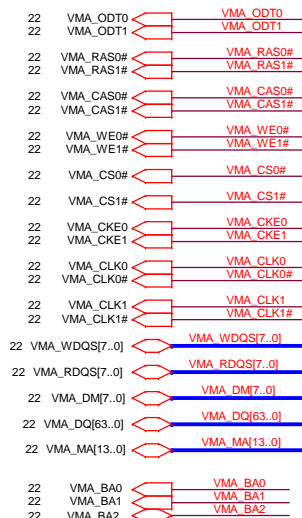 22 VMA_ODT0 VMA_ODT0
22 VMA_ODT1 VMA_ODT1
22 VMA_RAS0# VMA_RAS0#
22 VMA_RAS1# VMA_RAS1#
22 VMA_CAS0# VMA_CAS0#
22 VMA_CAS1# VMA_CAS1#
22 VMA_WE0# VMA_WE0#
22 VMA_WE1# VMA_WE1#
22 VMA_CS0# VMA_CS0#
22 VMA_CS1# VMA_CS1#
22 VMA_CKE0 VMA_CKE0
22 VMA_CKE1 VMA_CKE1
22 VMA_CLK0 VMA_CLK0
22 VMA_CLK0# VMA_CLK0#
22 VMA_CLK1 VMA_CLK1
22 VMA_CLK1# VMA_CLK1#
22 VMA_WDQS[7..0] VMA_WDQS[7..0]
22 VMA_RDQS[7..0] VMA_RDQS[7..0]
22 VMA_DM[7..0] VMA_DM[7..0]
22 VMA_DQ[63..0] VMA_DQ[63..0]
22 VMA_MA[13..0] VMA_MA[13..0]
22 VMA_BA0 VMA_BA0
22 VMA_BA1 VMA_BA1
22 VMA_BA2 VMA_BA2